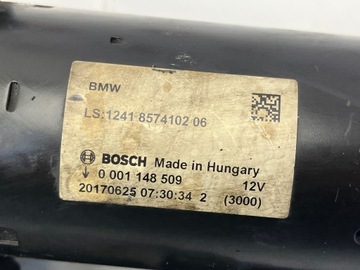 BMW
LS:1241 8574102 06
BOSCH Made in Hungary
0 001 148 509 12V
20170625 07:30:34 2 (3000)